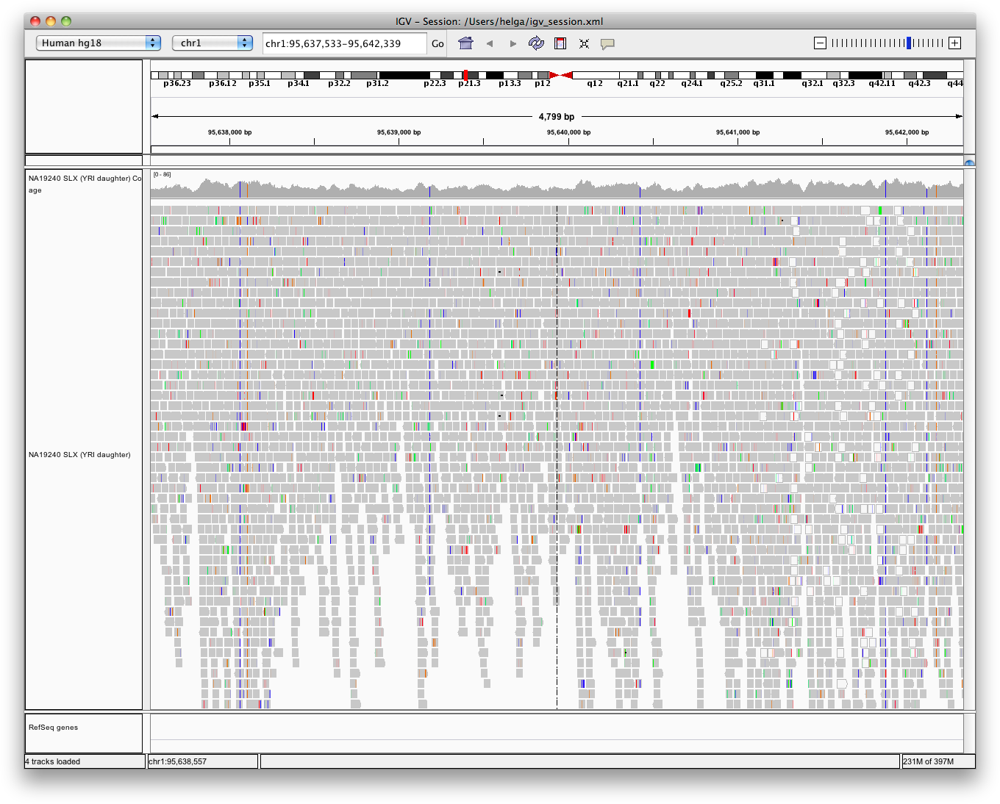 IGV - Session: /Users/helga/igv_session.xml
Human hg18 chr1 chr1:95,637,533-95,642,339 Go
p36.23 p36.12 p35.1 p34.1 p32.2 p31.2 p22.3 p21.3 p13.3 p12 q12 q21.1 q22 q24.1 q25.2 q31.1 q32.1 q32.3 q42.11 q42.3 q44
4,799 bp
95,638,000 bp 95,639,000 bp 95,640,000 bp 95,641,000 bp 95,642,000 bp
NA19240 SLX (YRI daughter) Co [0 - 86]
age
NA19240 SLX (YRI daughter)
RefSeq genes
4 tracks loaded chr1:95,638,557 231M of 397M